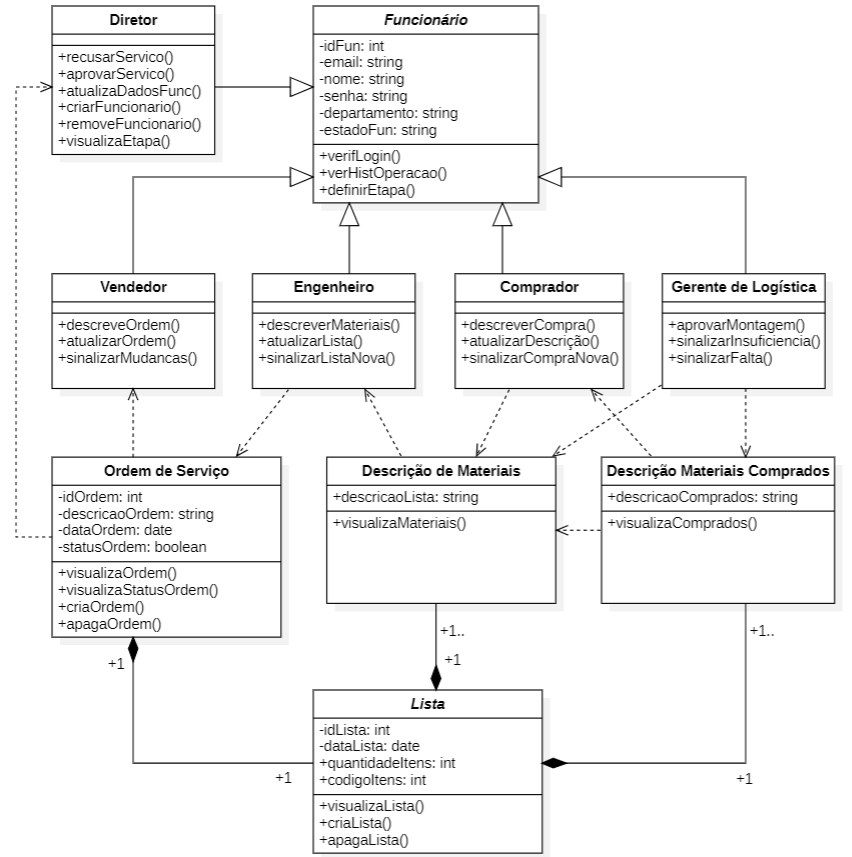 Diretor
+recusarServico()
+aprovarServico()
+atualizaDadosFunc()
+criarFuncionario()
+removeFuncionario()
+visualizaEtapa()
Funcionário
-idFun: int
-email: string
-nome: string
-senha: string
-departamento: string
-estadoFun: string
+verifLogin()
+verHistOperacao()
+definirEtapa()
Vendedor
+descreveOrdem()
+atualizarOrdem()
+sinalizarMudancas()
Engenheiro
+descreverMateriais()
+atualizarLista()
+sinalizarListaNova()
Comprador
+descreverCompra()
+atualizarDescrição()
+sinalizarCompraNova()
Gerente de Logística
+aprovarMontagem()
+sinalizarInsuficiencia()
+sinalizarFalta()
Ordem de Serviço
-idOrdem: int
-descricaoOrdem: string
-dataOrdem: date
-statusOrdem: boolean
+visualizaOrdem()
+visualizaStatusOrdem()
+criaOrdem()
+apagaOrdem()
Descrição de Materiais
+descricaoLista: string
+visualizaMateriais()
Descrição Materiais Comprados
+descricaoComprados: string
+visualizaComprados()
+1
+1..
+1
+1..
+1
+1
Lista
-idLista: int
-dataLista: date
+quantidadeItens: int
+codigoItens: int
+visualizaLista()
+criaLista()
+apagaLista()